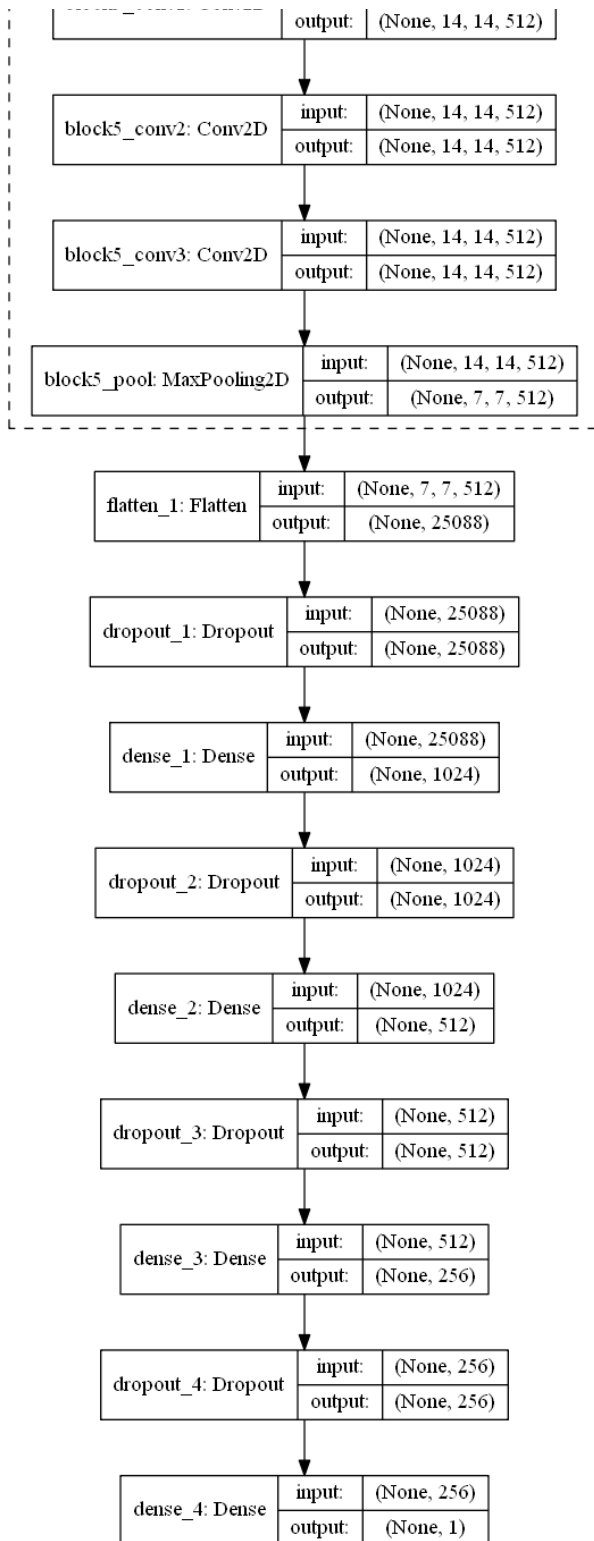 output: (None, 14, 14, 512)
block5_conv2: Conv2D
input: (None, 14, 14, 512)
output: (None, 14, 14, 512)
block5_conv3: Conv2D
input: (None, 14, 14, 512)
output: (None, 14, 14, 512)
block5_pool: MaxPooling2D
input: (None, 14, 14, 512)
output: (None, 7, 7, 512)
flatten_1: Flatten
input: (None, 7, 7, 512)
output: (None, 25088)
dropout_1: Dropout
input: (None, 25088)
output: (None, 25088)
dense_1: Dense
input: (None, 25088)
output: (None, 1024)
dropout_2: Dropout
input: (None, 1024)
output: (None, 1024)
dense_2: Dense
input: (None, 1024)
output: (None, 512)
dropout_3: Dropout
input: (None, 512)
output: (None, 512)
dense_3: Dense
input: (None, 512)
output: (None, 256)
dropout_4: Dropout
input: (None, 256)
output: (None, 256)
dense_4: Dense
input: (None, 256)
output: (None, 1)